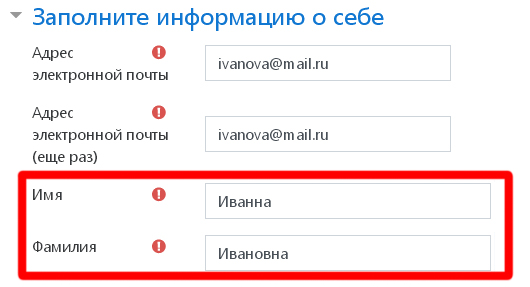 Заполните информацию о себе
Адрес
электронной почты
ivanova@mail.ru
Адрес
электронной почты
(еще раз)
ivanova@mail.ru
Имя
Иванна
Фамилия
Ивановна